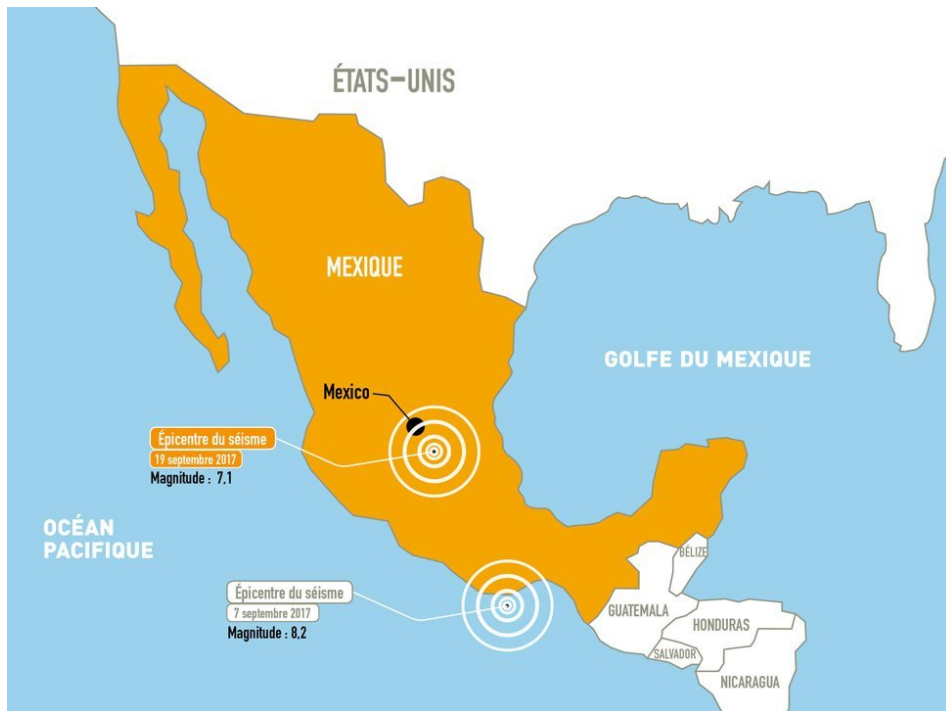 ÉTATS-UNIS
MEXIQUE
GOLFE DU MEXIQUE
Mexico
Épicentre du séisme
19 septembre 2017
Magnitude : 7,1
OCÉAN
PACIFIQUE
BÉLIZE
Épicentre du séisme
7 septembre 2017
Magnitude : 8,2
GUATEMALA
HONDURAS
SALVADOR
NICARAGUA